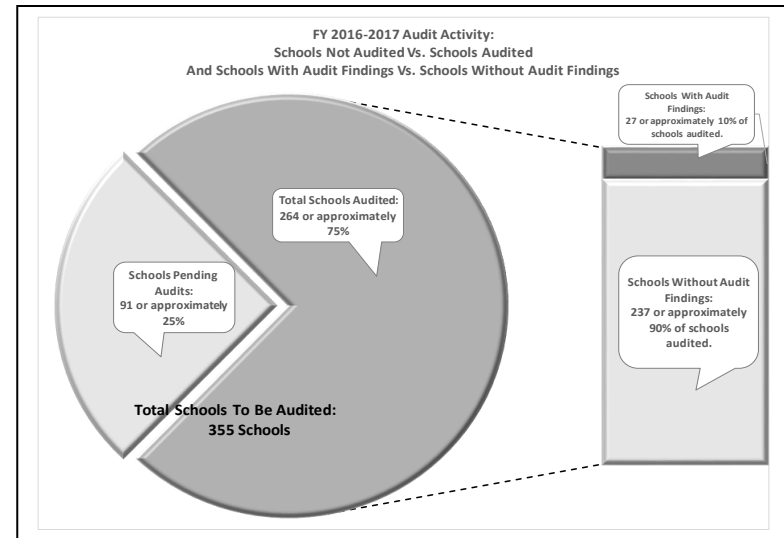 FY 2016-2017 Audit Activity:
Schools Not Audited Vs. Schools Audited
And Schools With Audit Findings Vs. Schools Without Audit Findings
Schools With Audit
Findings:
27 or approximately 10% of
schools audited.
Total Schools Audited:
264 or approximately
75%
Schools Pending
Audits:
91 or approximately
25%
Schools Without Audit
Findings:
237 or approximately
90% of schools
audited.
Total Schools To Be Audited:
355 Schools